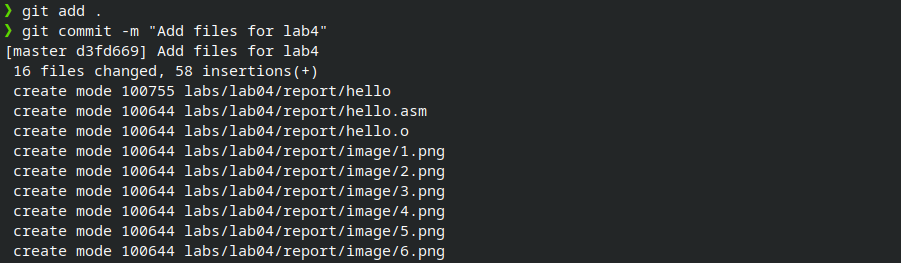 ❯ git add .
❯ git commit -m "Add files for lab4"
[master d3fd669] Add files for lab4
 16 files changed, 58 insertions(+)
 create mode 100755 labs/lab04/report/hello
 create mode 100644 labs/lab04/report/hello.asm
 create mode 100644 labs/lab04/report/hello.o
 create mode 100644 labs/lab04/report/image/1.png
 create mode 100644 labs/lab04/report/image/2.png
 create mode 100644 labs/lab04/report/image/3.png
 create mode 100644 labs/lab04/report/image/4.png
 create mode 100644 labs/lab04/report/image/5.png
 create mode 100644 labs/lab04/report/image/6.png